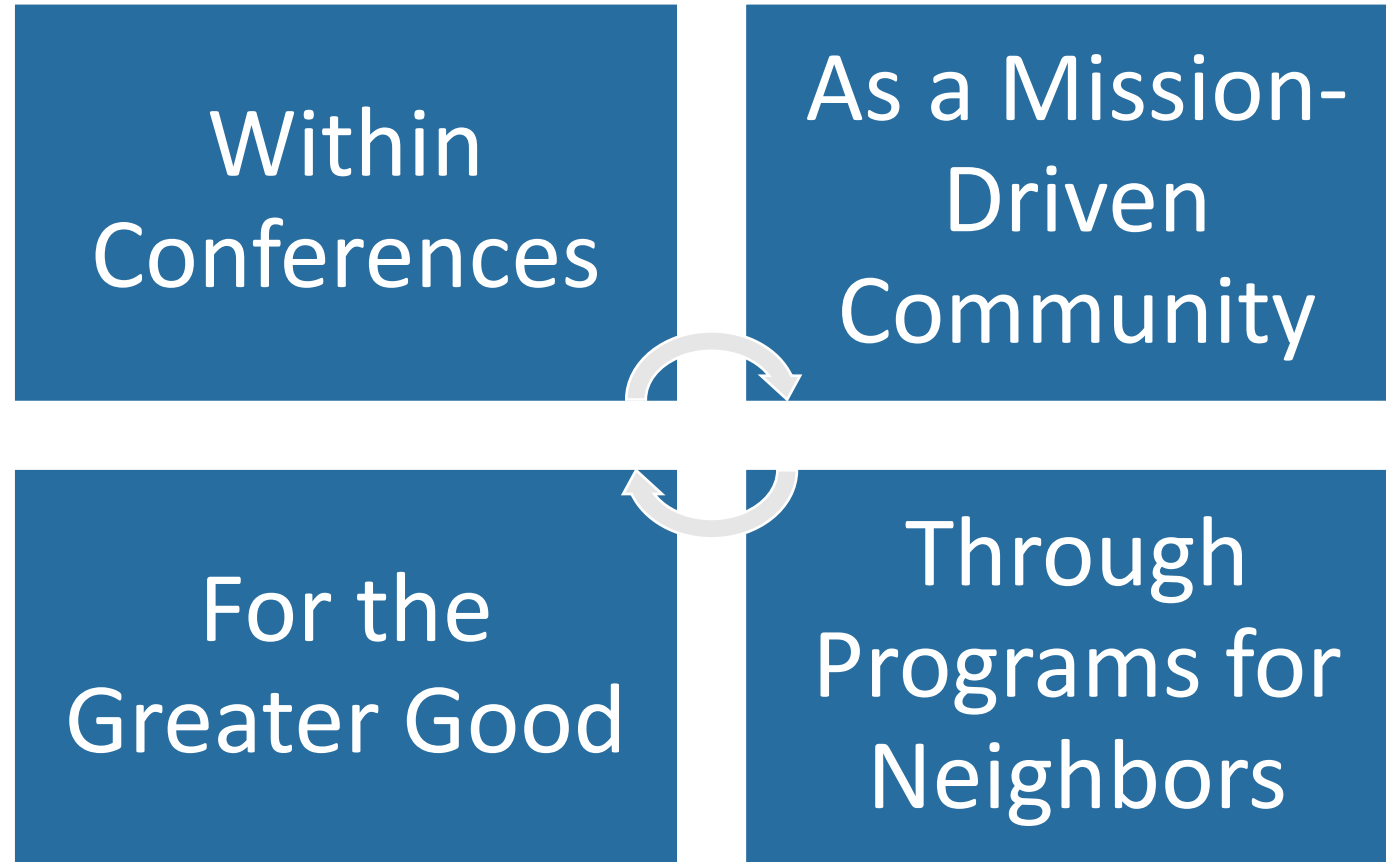 Within
Conferences
As a Mission-
Driven
Community
For the
Greater Good
Through
Programs for
Neighbors